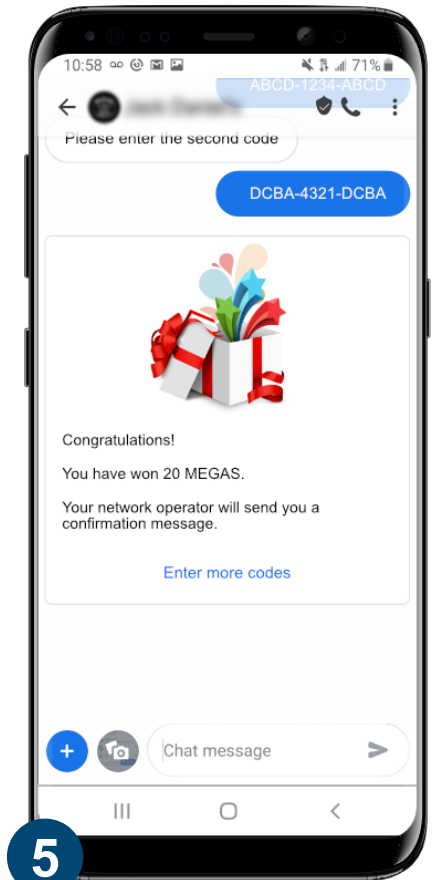 10:58
71%
ABCD-1234-ABCD
Please enter the second code
DCBA-4321-DCBA
Congratulations!
You have won 20 MEGAS.
Your network operator will send you a
confirmation message.
Enter more codes
Chat message
5